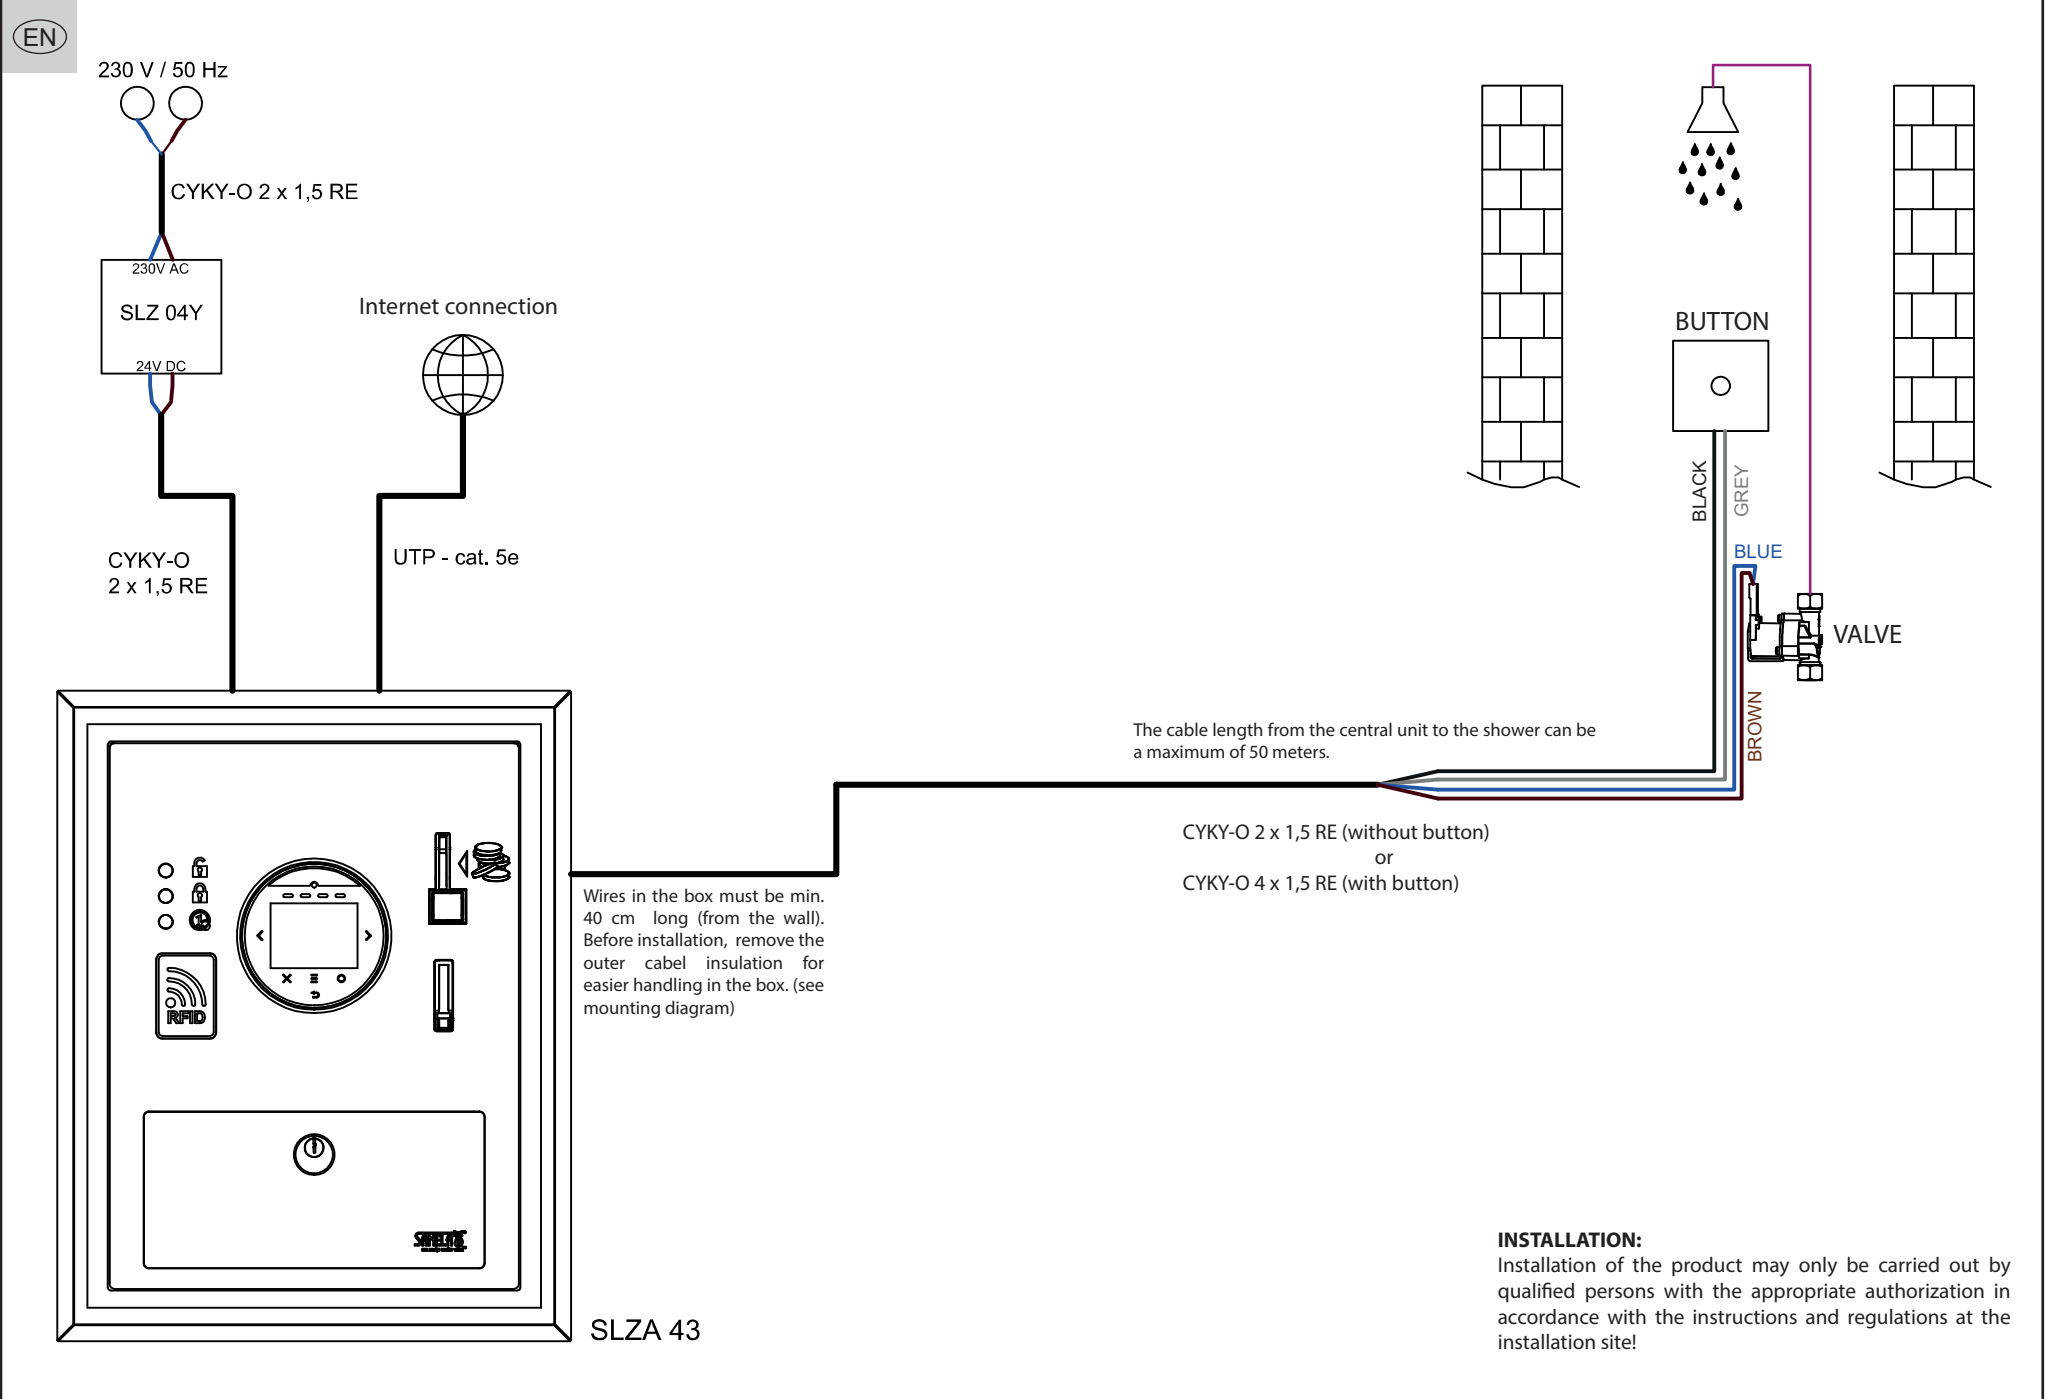 EN
230 V / 50 Hz
CYKY-O 2 x 1,5 RE
230V AC
SLZ 04Y
24V DC
Internet connection
CYKY-O
2 x 1,5 RE
UTP - cat. 5e
BUTTON
BLACK
GREY
BLUE
VALVE
BROWN
The cable length from the central unit to the shower can be
a maximum of 50 meters.
CYKY-O 2 x 1,5 RE (without button)
or
CYKY-O 4 x 1,5 RE (with button)
Wires in the box must be min.
40 cm long (from the wall).
Before installation, remove the
outer cabel insulation for
easier handling in the box. (see
mounting diagram)
RFID
SLZA 43
INSTALLATION:
Installation of the product may only be carried out by
qualified persons with the appropriate authorization in
accordance with the instructions and regulations at the
installation site!